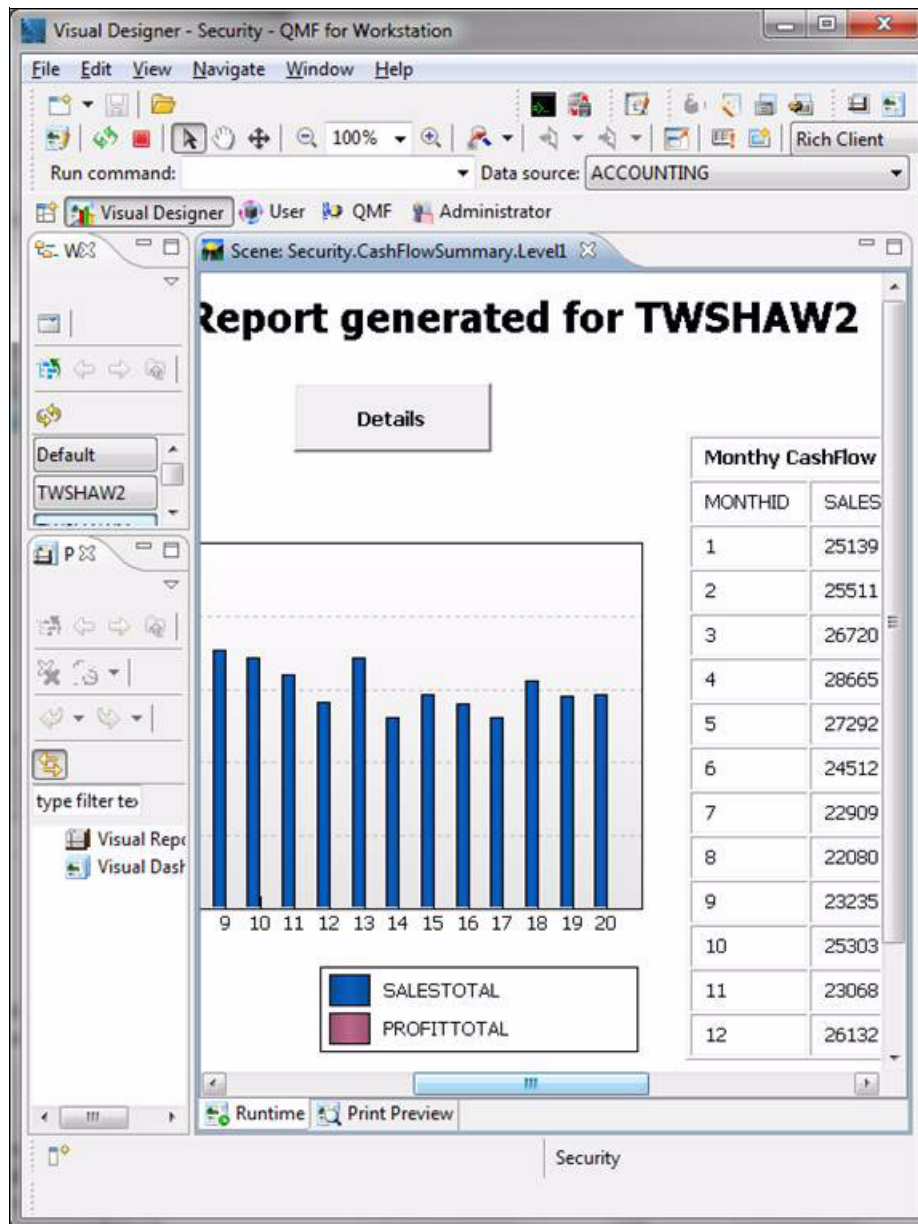 Visual Designer - Security - QMF for Workstation
File Edit View Navigate Window Help
100% Rich Client
Run command: Data source: ACCOUNTING
Visual Designer User QMF Administrator
Scene: Security.CashFlowSummary.Level1
Report generated for TWSHAW2
Details
Default
TWSHAW2
Monthy CashFlow
MONTHID SALES
1 25139
2 25511
3 26720
4 28665
5 27292
6 24512
7 22909
8 22080
9 23235
10 25303
11 23068
12 26132
P
type filter te
Visual Repo
Visual Dash
9 10 11 12 13 14 15 16 17 18 19 20
SALESTOTAL
PROFITTOTAL
Runtime Print Preview
Security